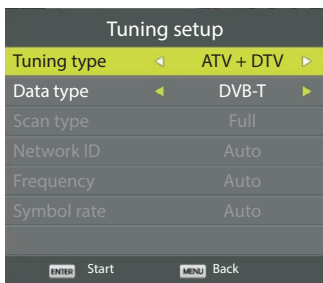 Tuning setup
Tuning type ATV + DTV
Data type DVB-T
Scan type Full
Network ID Auto
Frequency Auto
Symbol rate Auto
ENTER Start MENU Back